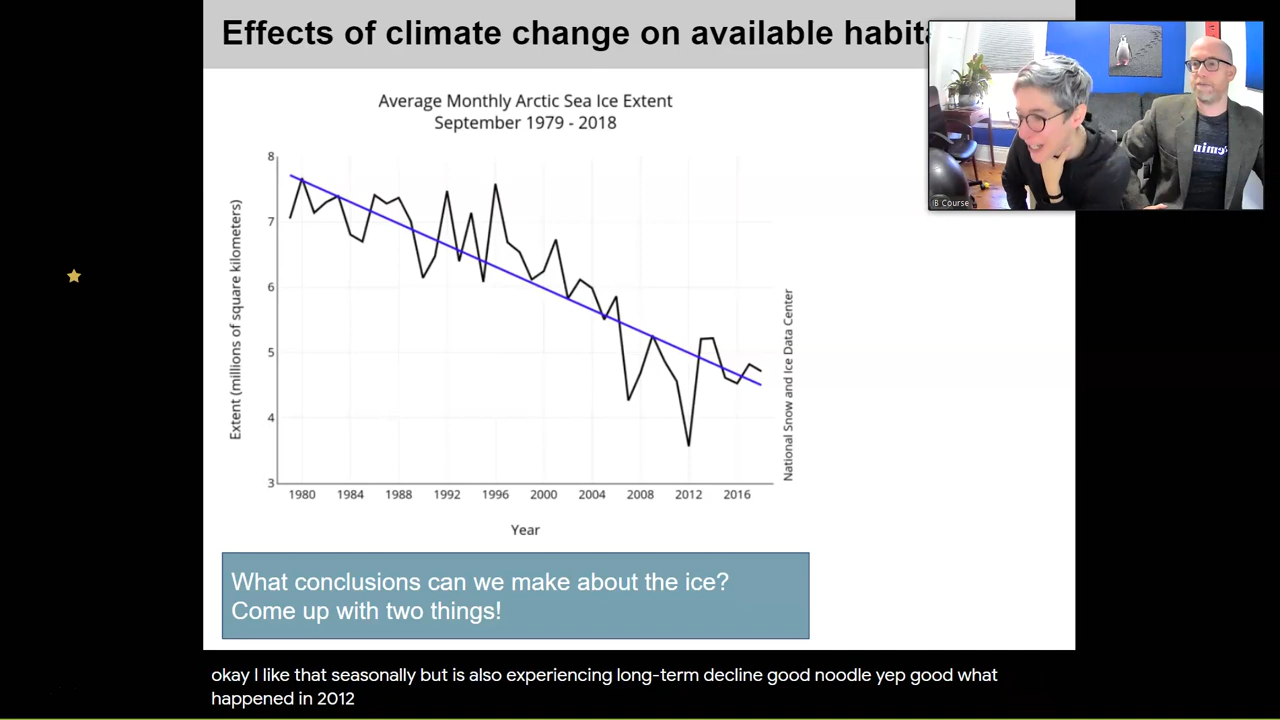 Effects of climate change on available habita
Average Monthly Arctic Sea Ice Extent
September 1979 - 2018
8
7
6
5
4
3
Extent (millions of square kilometers)
1980 1984 1988 1992 1996 2000 2004 2008 2012 2016
Year
National Snow and Ice Data Center
B Course
What conclusions can we make about the ice?
Come up with two things!
okay I like that seasonally but is also experiencing long-term decline good noodle yep good what
happened in 2012